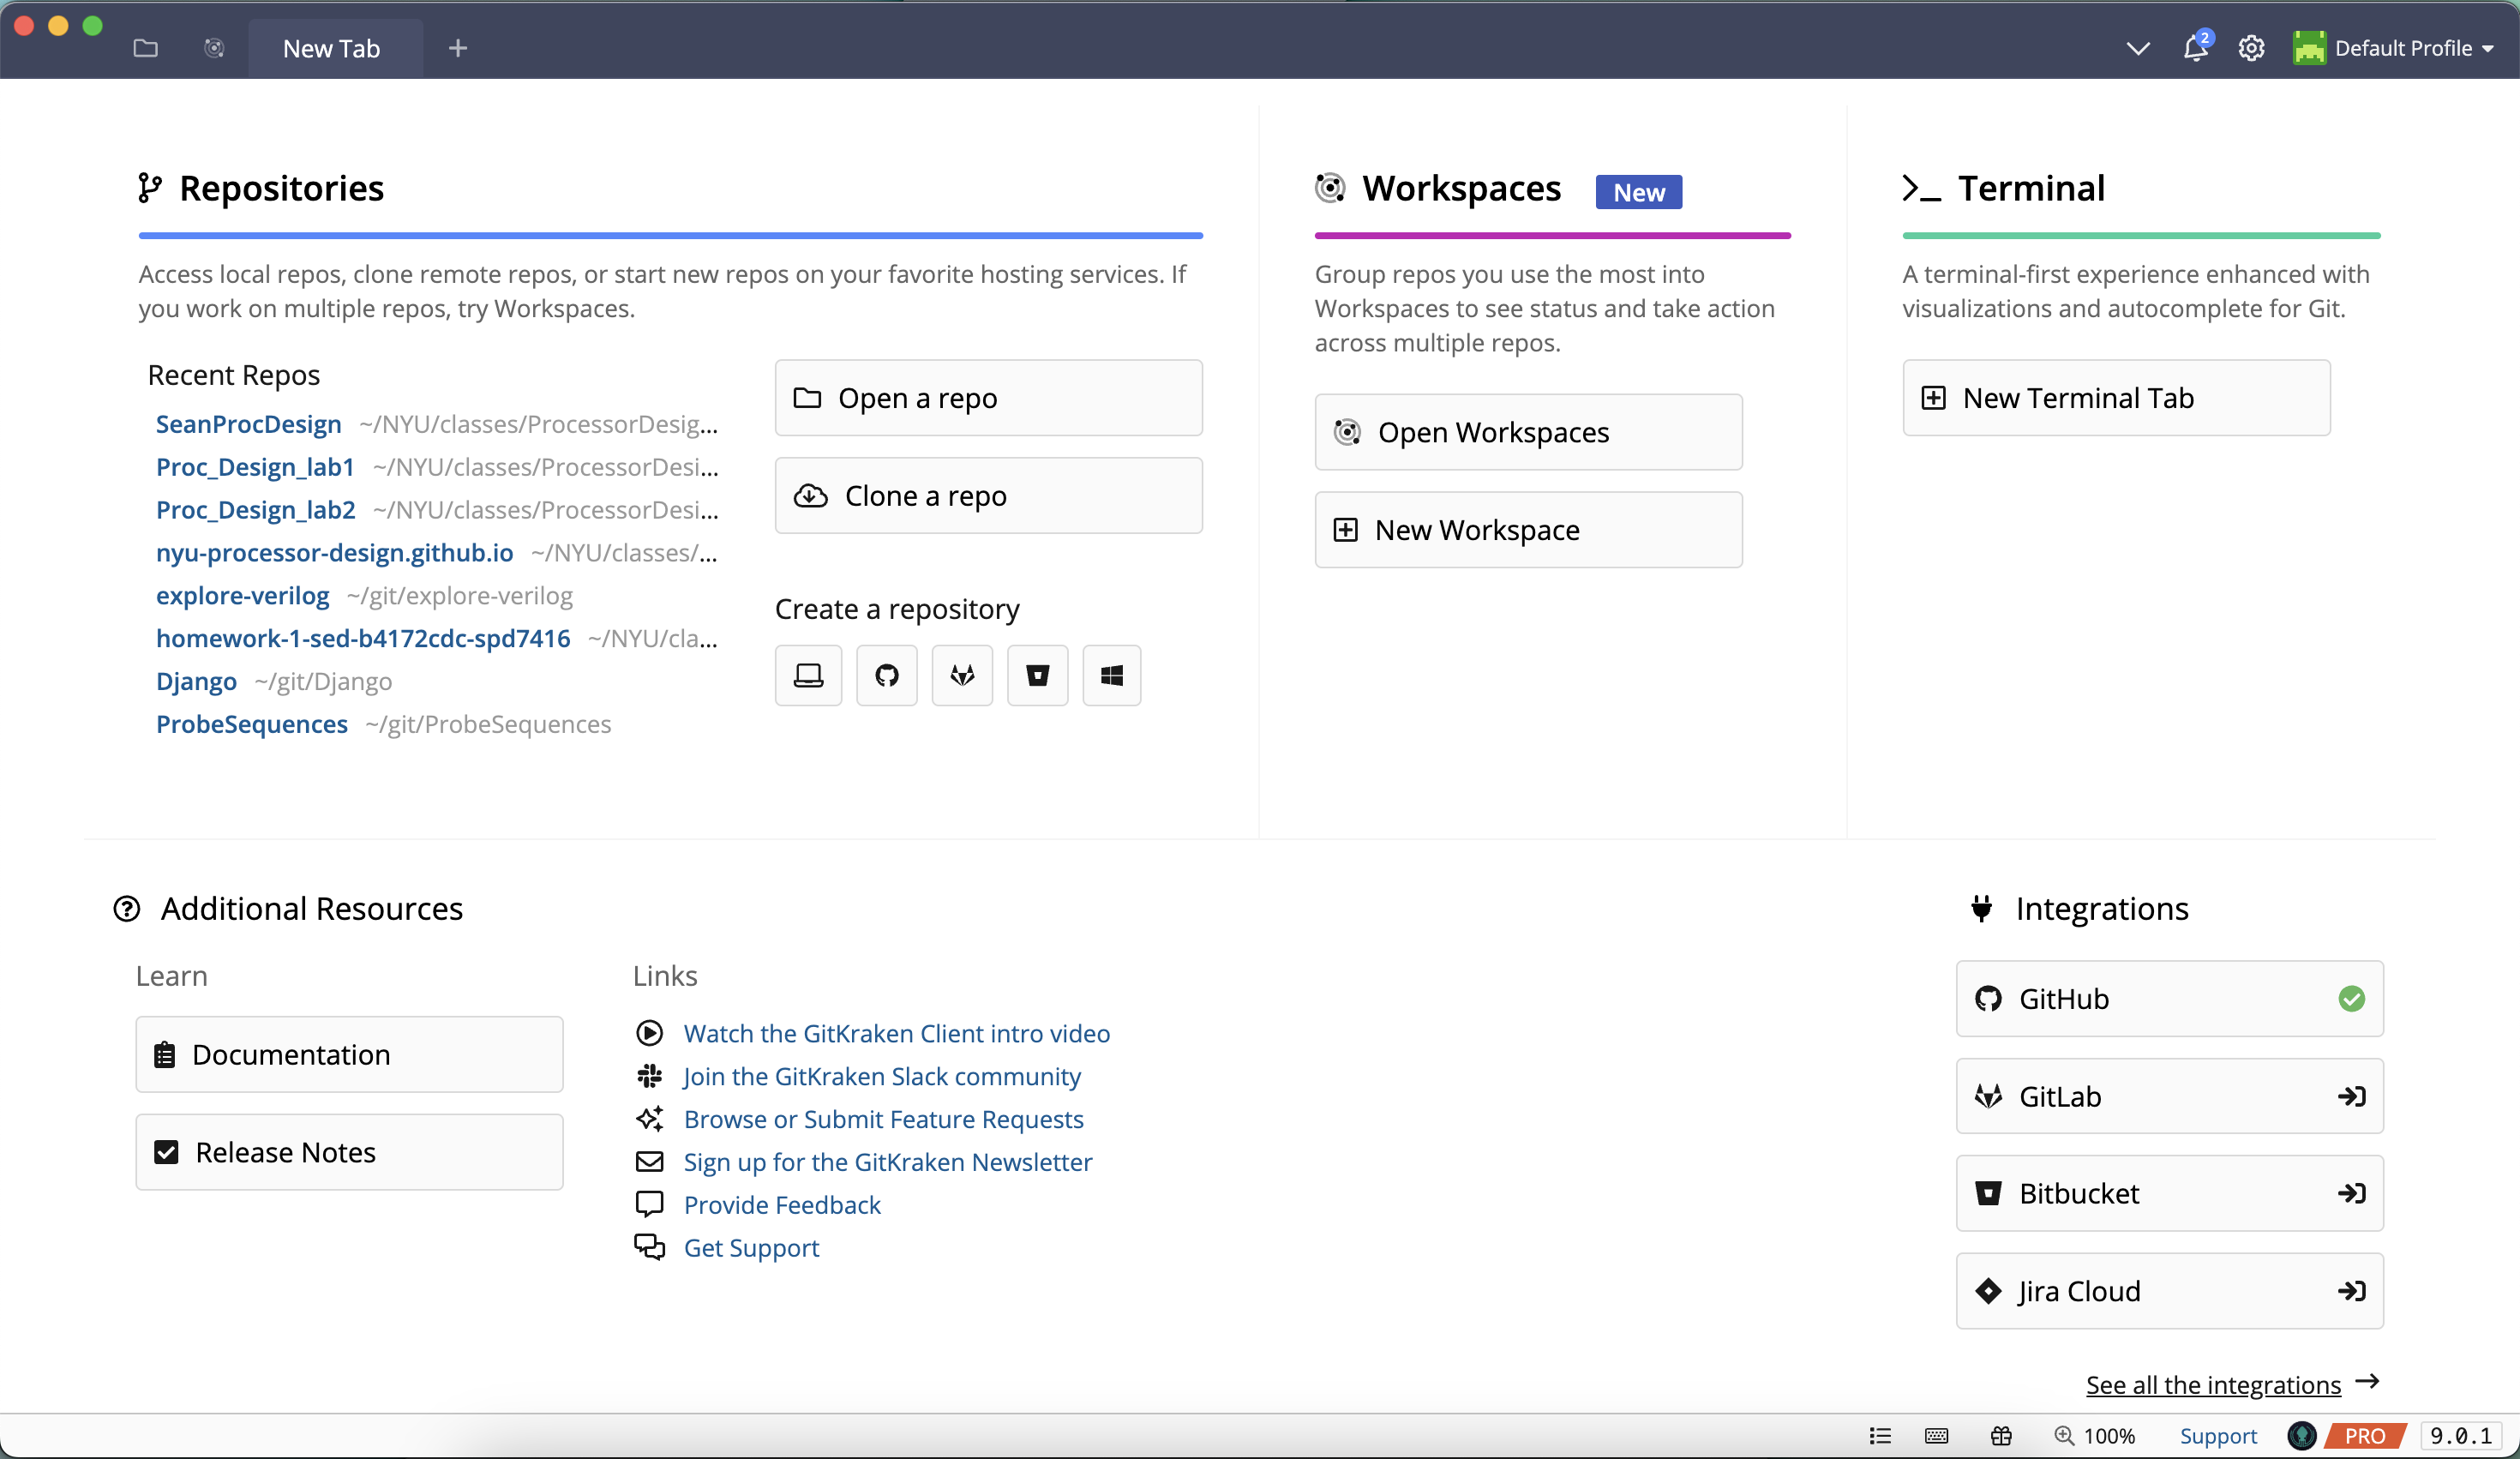 New Tab
2
Default Profile
Repositories
Access local repos, clone remote repos, or start new repos on your favorite hosting services. If
you work on multiple repos, try Workspaces.
Recent Repos
SeanProcDesign ~/NYU/classes/ProcessorDesig...
Proc_Design_lab1 ~/NYU/classes/ProcessorDesi...
Proc_Design_lab2 ~/NYU/classes/ProcessorDesi...
nyu-processor-design.github.io ~/NYU/classes/...
explore-verilog ~/git/explore-verilog
homework-1-sed-b4172cdc-spd7416 ~/NYU/cla...
Django ~/git/Django
ProbeSequences ~/git/ProbeSequences
Open a repo
Clone a repo
Create a repository
Workspaces New
Group repos you use the most into
Workspaces to see status and take action
across multiple repos.
Open Workspaces
New Workspace
Terminal
A terminal-first experience enhanced with
visualizations and autocomplete for Git.
New Terminal Tab
Additional Resources
Learn
Documentation
Release Notes
Links
Watch the GitKraken Client intro video
Join the GitKraken Slack community
Browse or Submit Feature Requests
Sign up for the GitKraken Newsletter
Provide Feedback
Get Support
Integrations
GitHub
GitLab
Bitbucket
Jira Cloud
See all the integrations
100%
Support
PRO
9.0.1